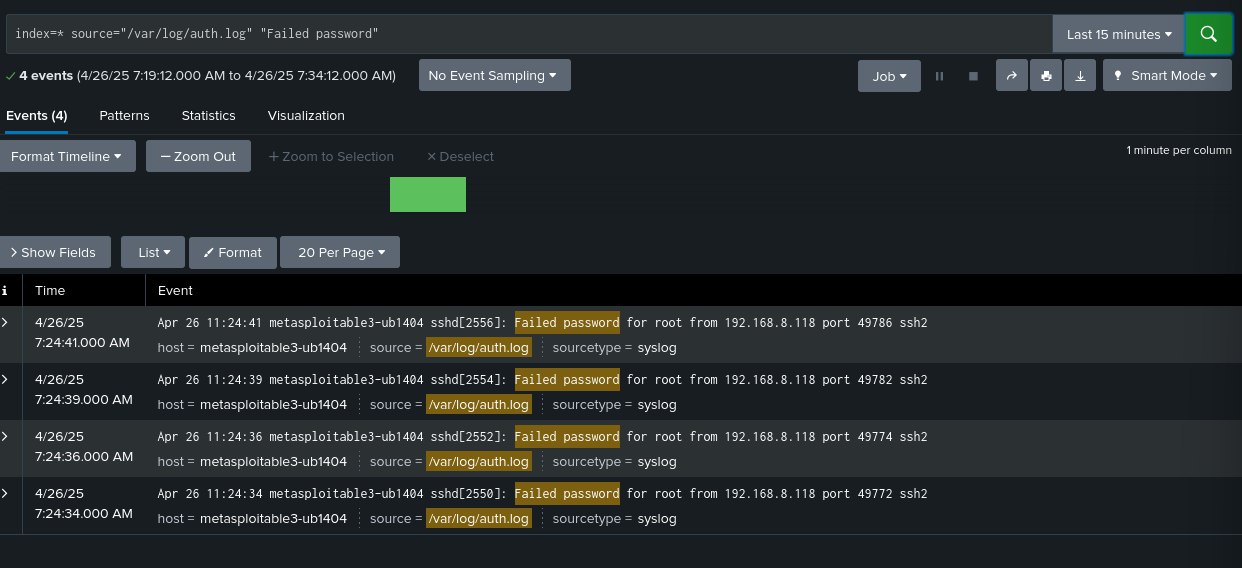 index=* source="/var/log/auth.log" "Failed password"
Last 15 minutes
4 events (4/26/25 7:19:12.000 AM to 4/26/25 7:34:12.000 AM)
No Event Sampling
Job
Smart Mode
Events (4)
Patterns
Statistics
Visualization
Format Timeline
Zoom Out
Zoom to Selection
Deselect
1 minute per column
Show Fields
List
Format
20 Per Page
i
Time
Event
4/26/25
7:24:41.000 AM
Apr 26 11:24:41 metasploitable3-ub1404 sshd[2556]: Failed password for root from 192.168.8.118 port 49786 ssh2
host = metasploitable3-ub1404 source = /var/log/auth.log sourcetype = syslog
4/26/25
7:24:39.000 AM
Apr 26 11:24:39 metasploitable3-ub1404 sshd[2554]: Failed password for root from 192.168.8.118 port 49782 ssh2
host = metasploitable3-ub1404 source = /var/log/auth.log sourcetype = syslog
4/26/25
7:24:36.000 AM
Apr 26 11:24:36 metasploitable3-ub1404 sshd[2552]: Failed password for root from 192.168.8.118 port 49774 ssh2
host = metasploitable3-ub1404 source = /var/log/auth.log sourcetype = syslog
4/26/25
7:24:34.000 AM
Apr 26 11:24:34 metasploitable3-ub1404 sshd[2550]: Failed password for root from 192.168.8.118 port 49772 ssh2
host = metasploitable3-ub1404 source = /var/log/auth.log sourcetype = syslog